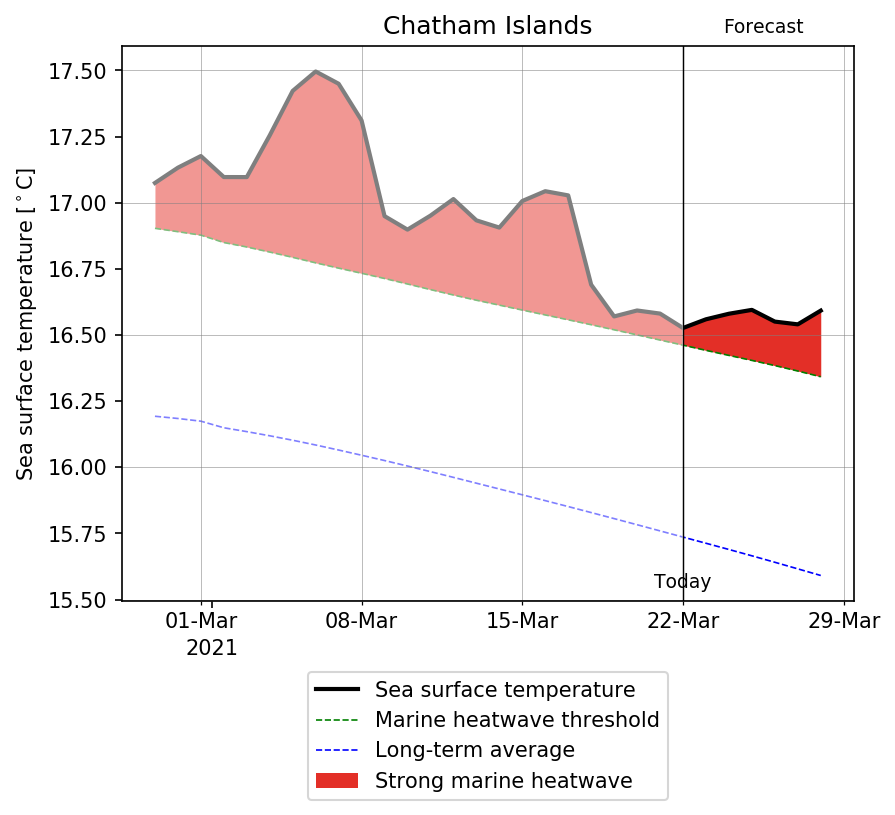 Chatham Islands
Forecast
Sea surface temperature [°C]
17.50
17.25
17.00
16.75
16.50
16.25
16.00
15.75
15.50
Today
01-Mar
08-Mar
15-Mar
22-Mar
29-Mar
2021
Sea surface temperature
Marine heatwave threshold
Long-term average
Strong marine heatwave